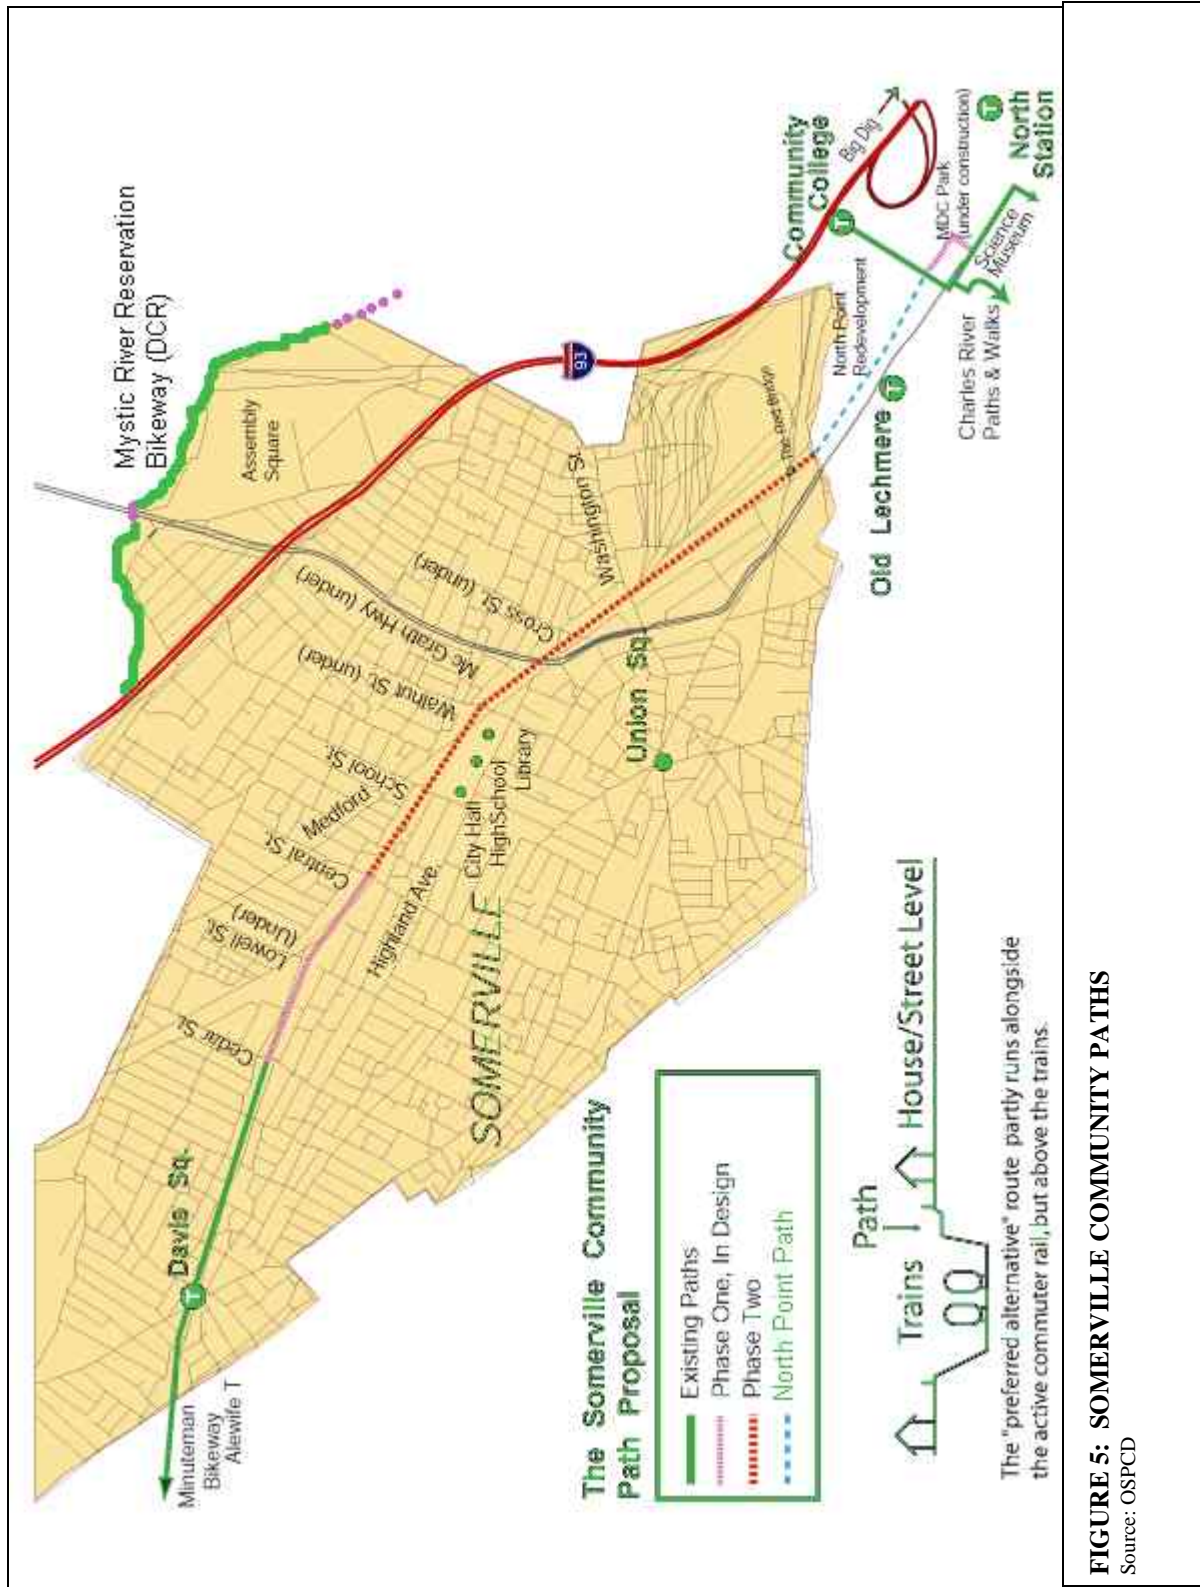 Mystic River Reservation
Bikeway (DCR)
Assembly
Square
93
Community
College
Big Dig
MDC Park
(under construction)
North
Station
Science
Museum
North Point
Redevelopment
Charles River
Paths & Walks
Old Lechmere
Washington St.
Cross St. (under)
Mc Grath Hwy (under)
Walnut St. (under)
School St.
Medford
Central St.
Lowell St.
(Under)
Cedar St.
Highland Ave.
City Hall
HighSchool
Library
Union Sq.
SOMERVILLE
Davis Sq.
T
T
T
T
Minuteman
Bikeway
Alewife T
The Somerville Community
Path Proposal
Existing Paths
Phase One, In Design
Phase Two
North Point Path
Path
Trains
House/Street Level
The "preferred alternative" route partly runs alongside
the active commuter rail, but above the trains.
FIGURE 5: SOMERVILLE COMMUNITY PATHS
Source: OSPCD